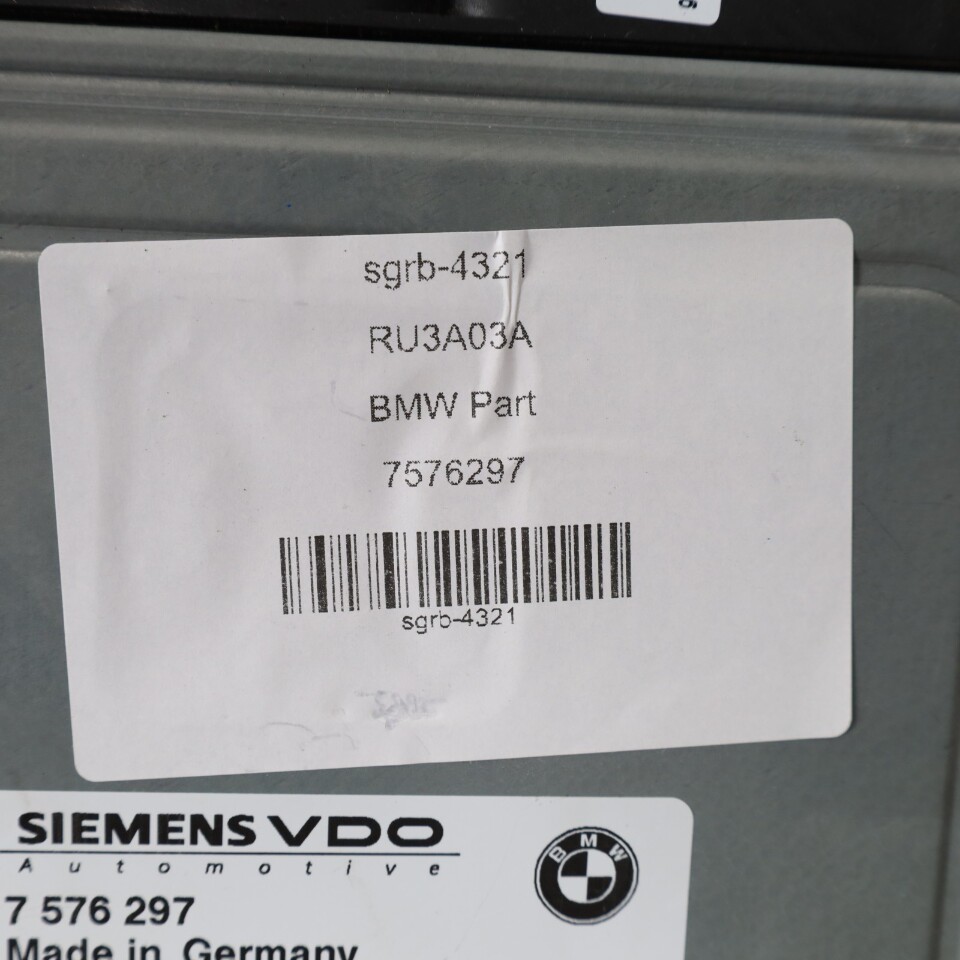 sgrb-4321
RU3A03A
BMW Part
7576297
sgrb-4321
SIEMENS VDO
Automotive
BMW
7 576 297
Made in Germany